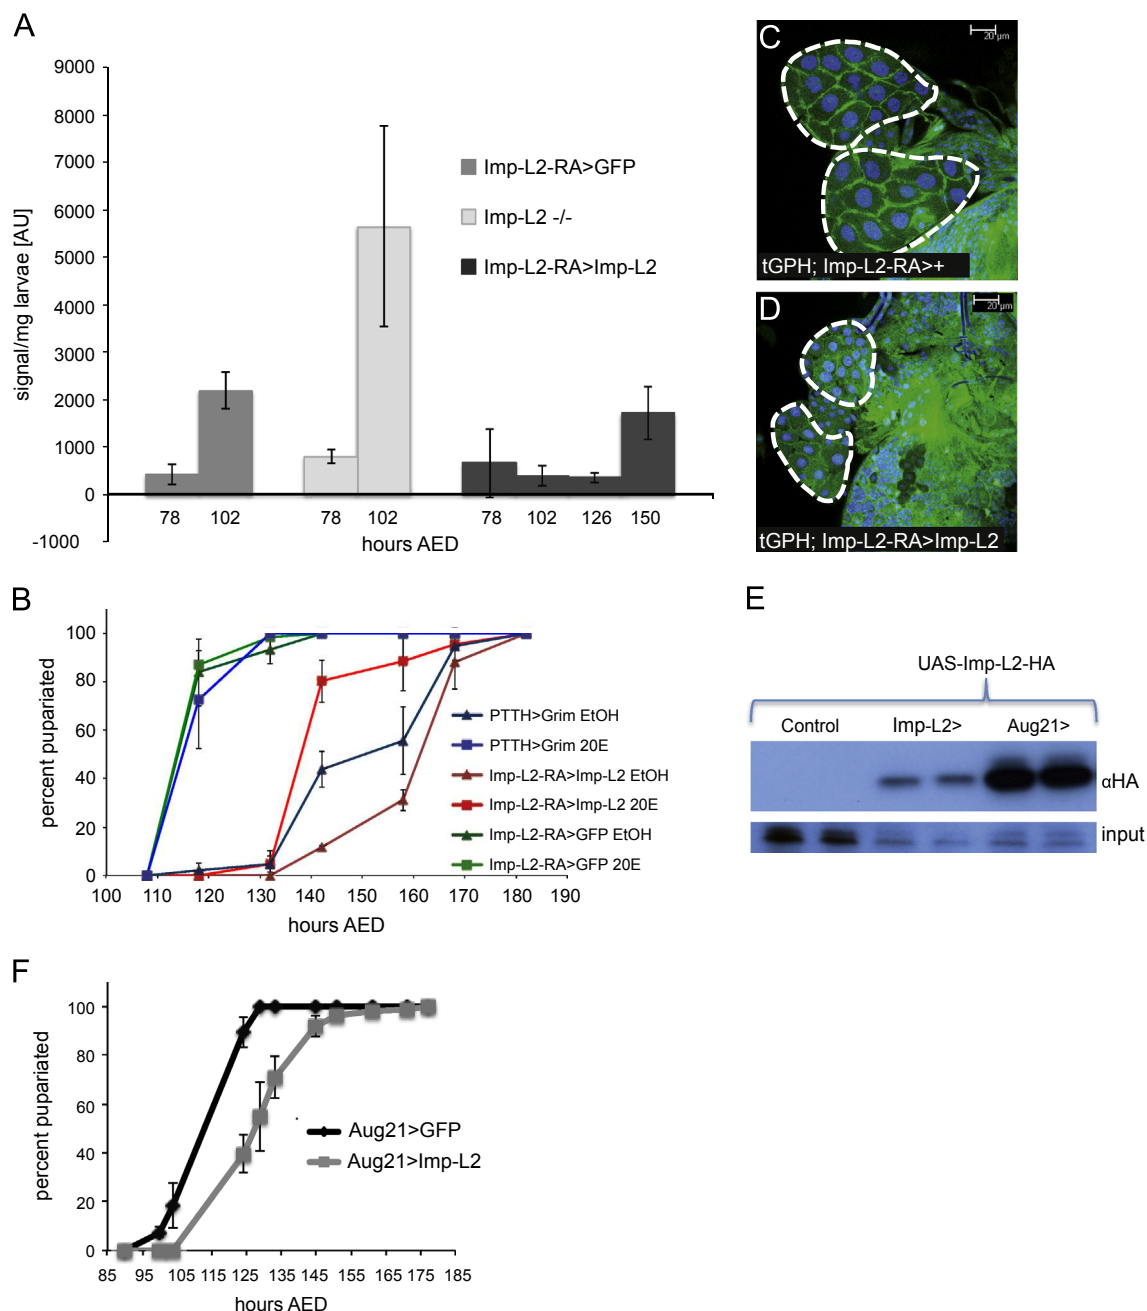 A
9000
8000
7000
6000
5000
4000
3000
2000
1000
0
-1000
signal/mg larvae [AU]
Imp-L2-RA>GFP
Imp-L2 -/-
Imp-L2-RA>Imp-L2
78 102 78 102 78 102 126 150
hours AED
C
20 µm
tGPH; Imp-L2-RA>+
D
20 µm
tGPH; Imp-L2-RA>Imp-L2
B
100
80
60
40
20
0
percent pupariated
PTTH>Grim EtOH
PTTH>Grim 20E
Imp-L2-RA>Imp-L2 EtOH
Imp-L2-RA>Imp-L2 20E
Imp-L2-RA>GFP EtOH
Imp-L2-RA>GFP 20E
100 110 120 130 140 150 160 170 180 190
hours AED
E
UAS-Imp-L2-HA
Control Imp-L2> Aug21>
αHA
input
F
100
80
60
40
20
0
percent pupariated
Aug21>GFP
Aug21>Imp-L2
85 95 105 115 125 135 145 155 165 175 185
hours AED